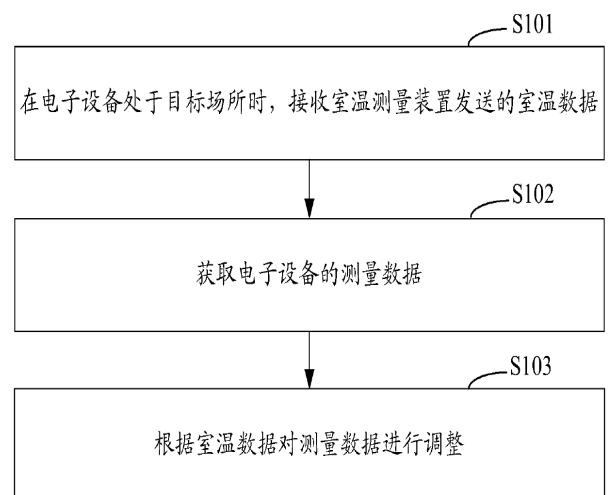 S101
在电子设备处于目标场所时，接收室温测量装置发送的室温数据
S102
获取电子设备的测量数据
S103
根据室温数据对测量数据进行调整